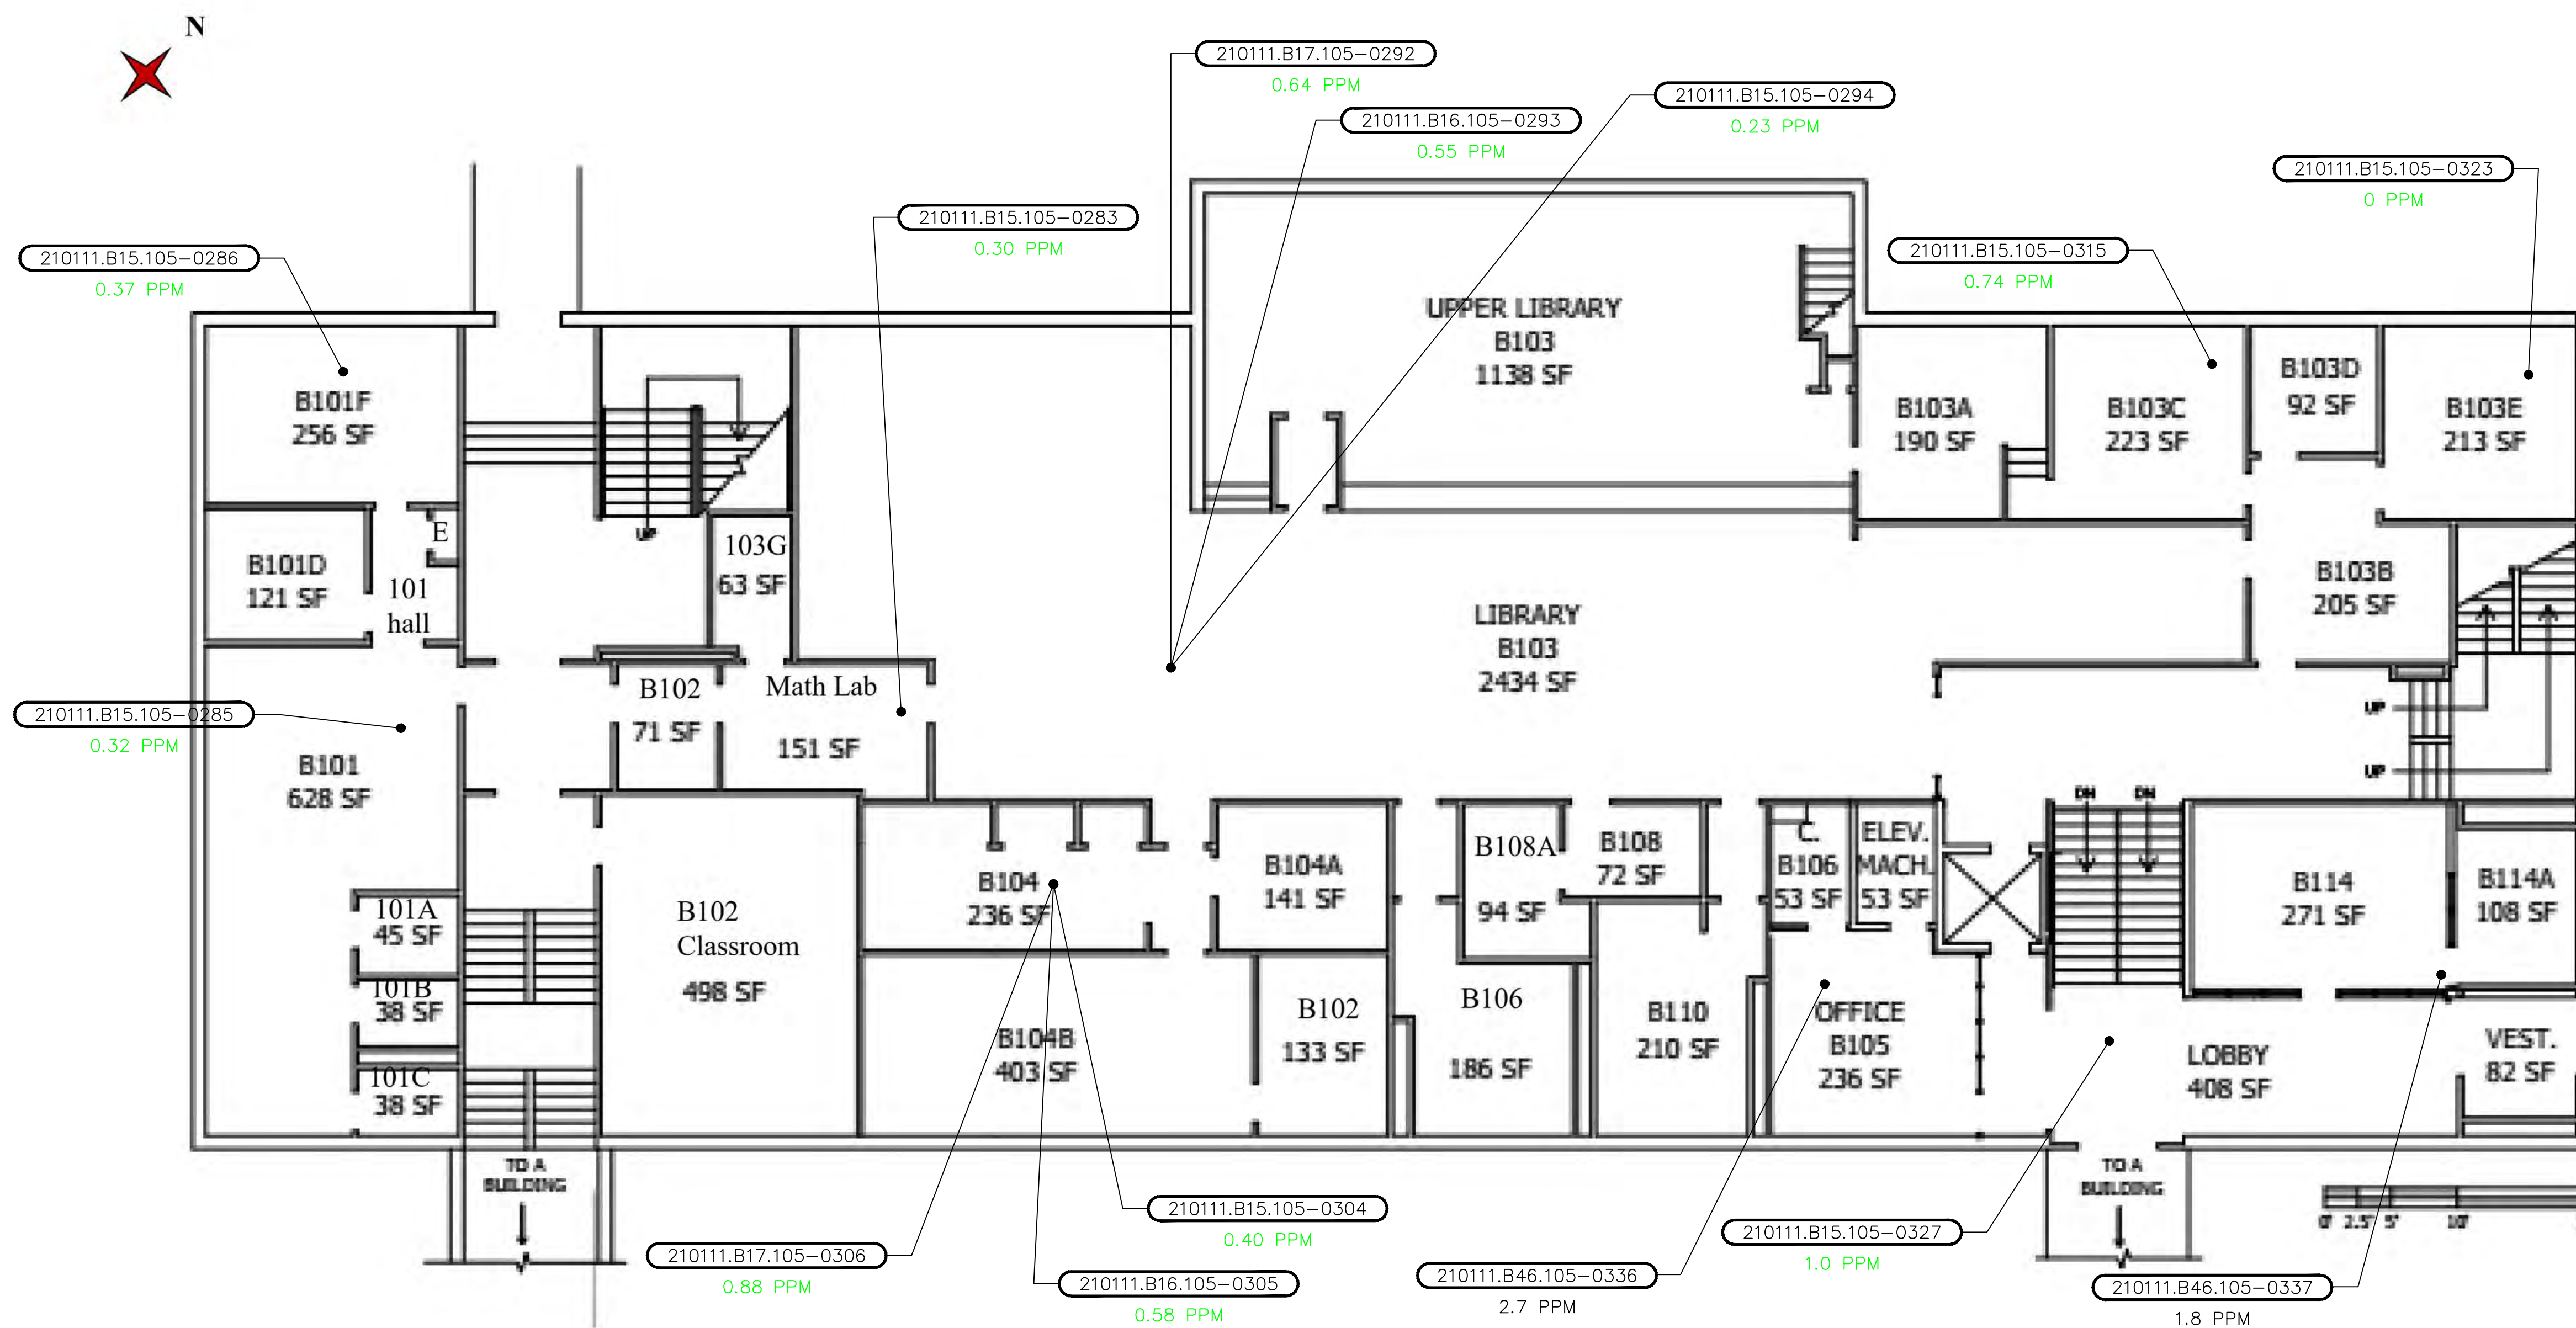 N
210111.B17.105-0292
0.64 PPM
210111.B15.105-0294
0.23 PPM
210111.B16.105-0293
0.55 PPM
210111.B15.105-0323
0 PPM
210111.B15.105-0283
0.30 PPM
210111.B15.105-0315
0.74 PPM
210111.B15.105-0286
0.37 PPM
UPPER LIBRARY
B103
1138 SF
B101F
256 SF
B103A
190 SF
B103C
223 SF
B103D
92 SF
B103E
213 SF
E
UP
103G
63 SF
B101D
121 SF
101
hall
B103B
205 SF
LIBRARY
B103
2434 SF
B102
71 SF
Math Lab
151 SF
210111.B15.105-0285
0.32 PPM
UP
UP
B101
628 SF
DN
DN
C.
B106
53 SF
ELEV.
MACH.
53 SF
B108A
94 SF
B108
72 SF
B104A
141 SF
B104
236 SF
B114
271 SF
B114A
108 SF
101A
45 SF
B102
Classroom
498 SF
101B
38 SF
B106
186 SF
B102
133 SF
B110
210 SF
OFFICE
B105
236 SF
B104B
403 SF
LOBBY
408 SF
VEST.
82 SF
101C
38 SF
TO A
BUILDING
TO A
BUILDING
0' 2.5' 5' 10'
210111.B15.105-0304
0.40 PPM
210111.B17.105-0306
0.88 PPM
210111.B16.105-0305
0.58 PPM
210111.B46.105-0336
2.7 PPM
210111.B15.105-0327
1.0 PPM
210111.B46.105-0337
1.8 PPM